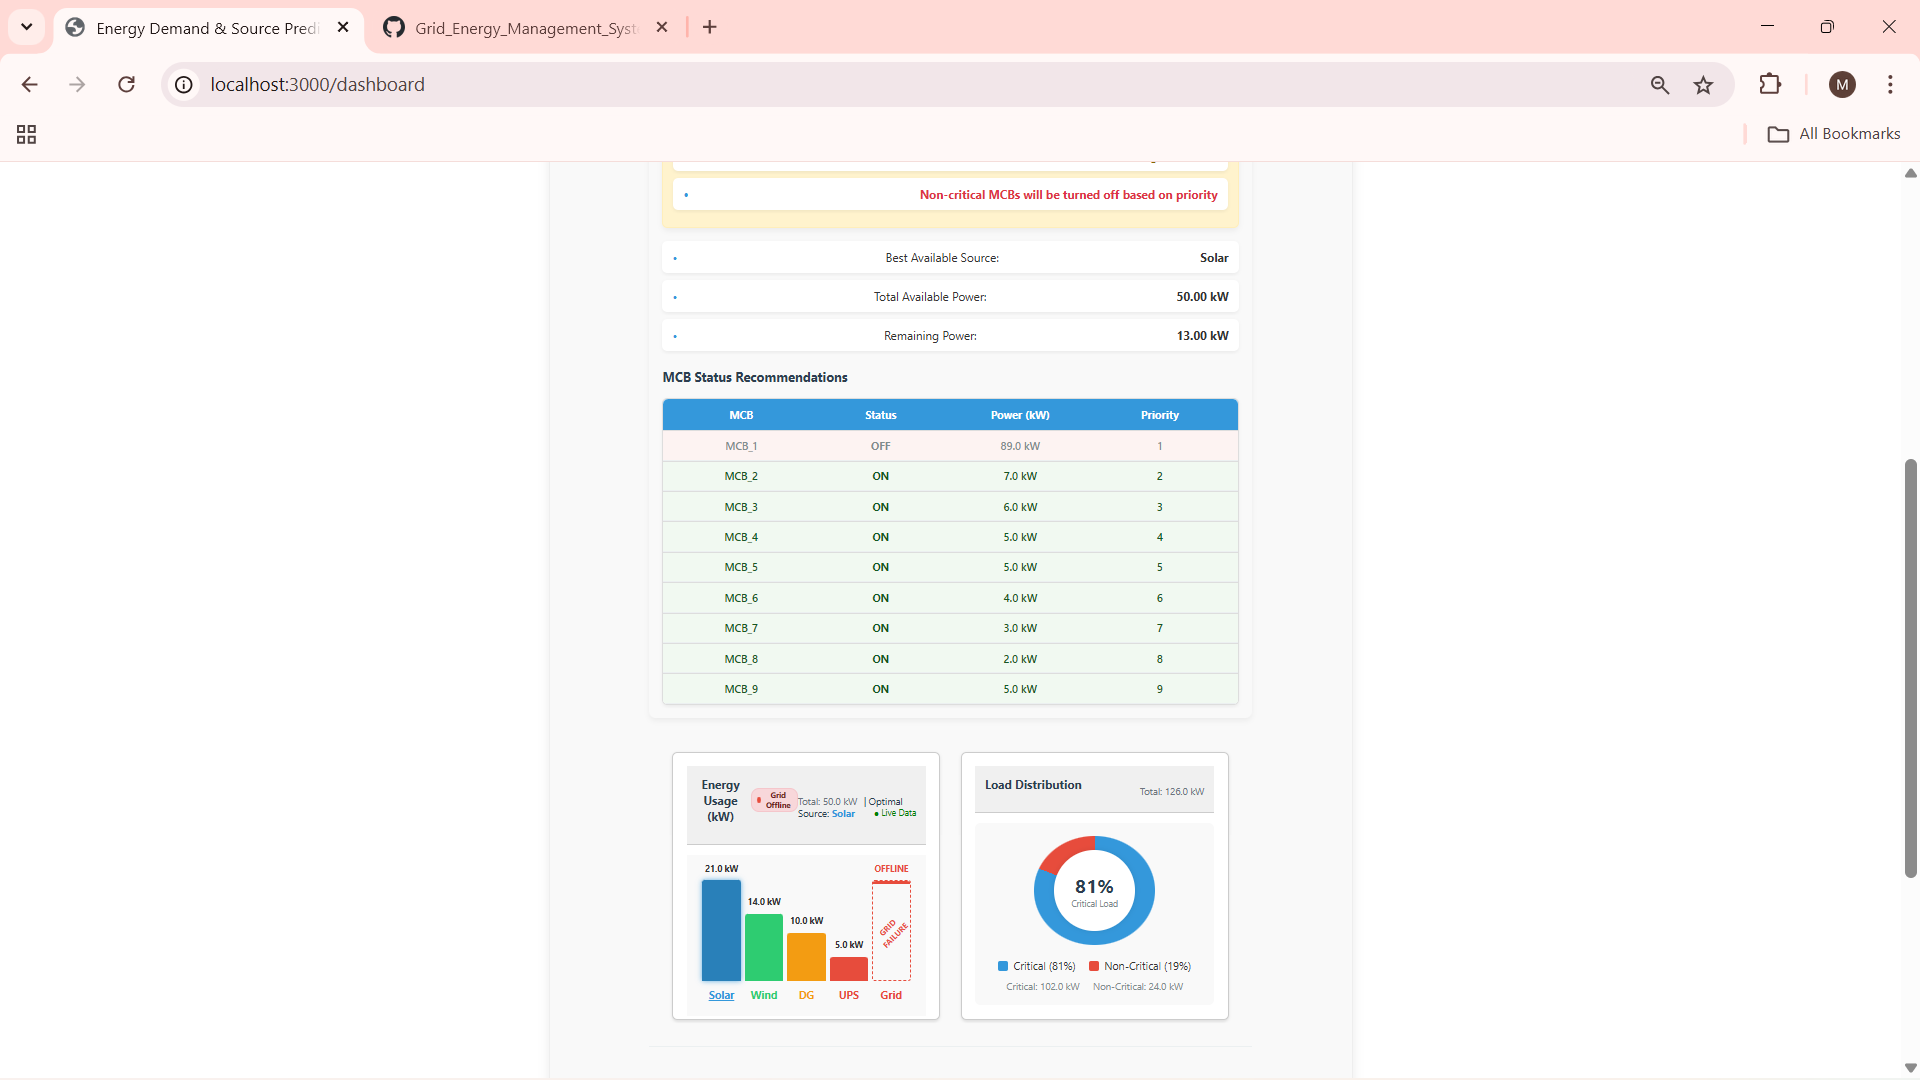 Energy Demand & Source Predi
Grid_Energy_Management_Syst
localhost:3000/dashboard
M
All Bookmarks
• Non-critical MCBs will be turned off based on priority
• Best Available Source: Solar
• Total Available Power: 50.00 kW
• Remaining Power: 13.00 kW
MCB Status Recommendations
MCB Status Power (kW) Priority
MCB_1 OFF 89.0 kW 1
MCB_2 ON 7.0 kW 2
MCB_3 ON 6.0 kW 3
MCB_4 ON 5.0 kW 4
MCB_5 ON 5.0 kW 5
MCB_6 ON 4.0 kW 6
MCB_7 ON 3.0 kW 7
MCB_8 ON 2.0 kW 8
MCB_9 ON 5.0 kW 9
Energy
Usage
(kW)
Grid
Offline
Total: 50.0 kW | Optimal
Source: Solar ● Live Data
21.0 kW
14.0 kW
10.0 kW
5.0 kW
OFFLINE
GRID
FAILURE
Solar Wind DG UPS Grid
Load Distribution
Total: 126.0 kW
81%
Critical Load
Critical (81%) Non-Critical (19%)
Critical: 102.0 kW Non-Critical: 24.0 kW